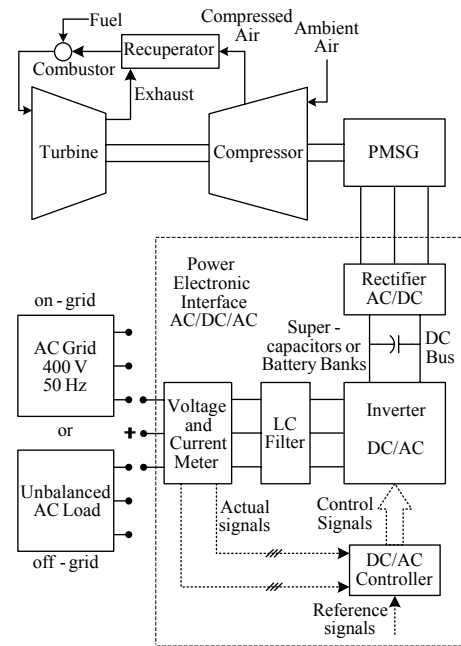 Fuel
Compressed
Air
Ambient
Air
Recuperator
Combustor
Exhaust
Turbine
Compressor
PMSG
Power
Electronic
Interface
AC/DC/AC
Rectifier
AC/DC
on - grid
Super -
capacitors or
Battery Banks
DC
Bus
AC Grid
400 V
50 Hz
or
Voltage
and
Current
Meter
LC
Filter
Inverter
DC/AC
Unbalanced
AC Load
off - grid
Actual
signals
Control
Signals
DC/AC
Controller
Reference
signals